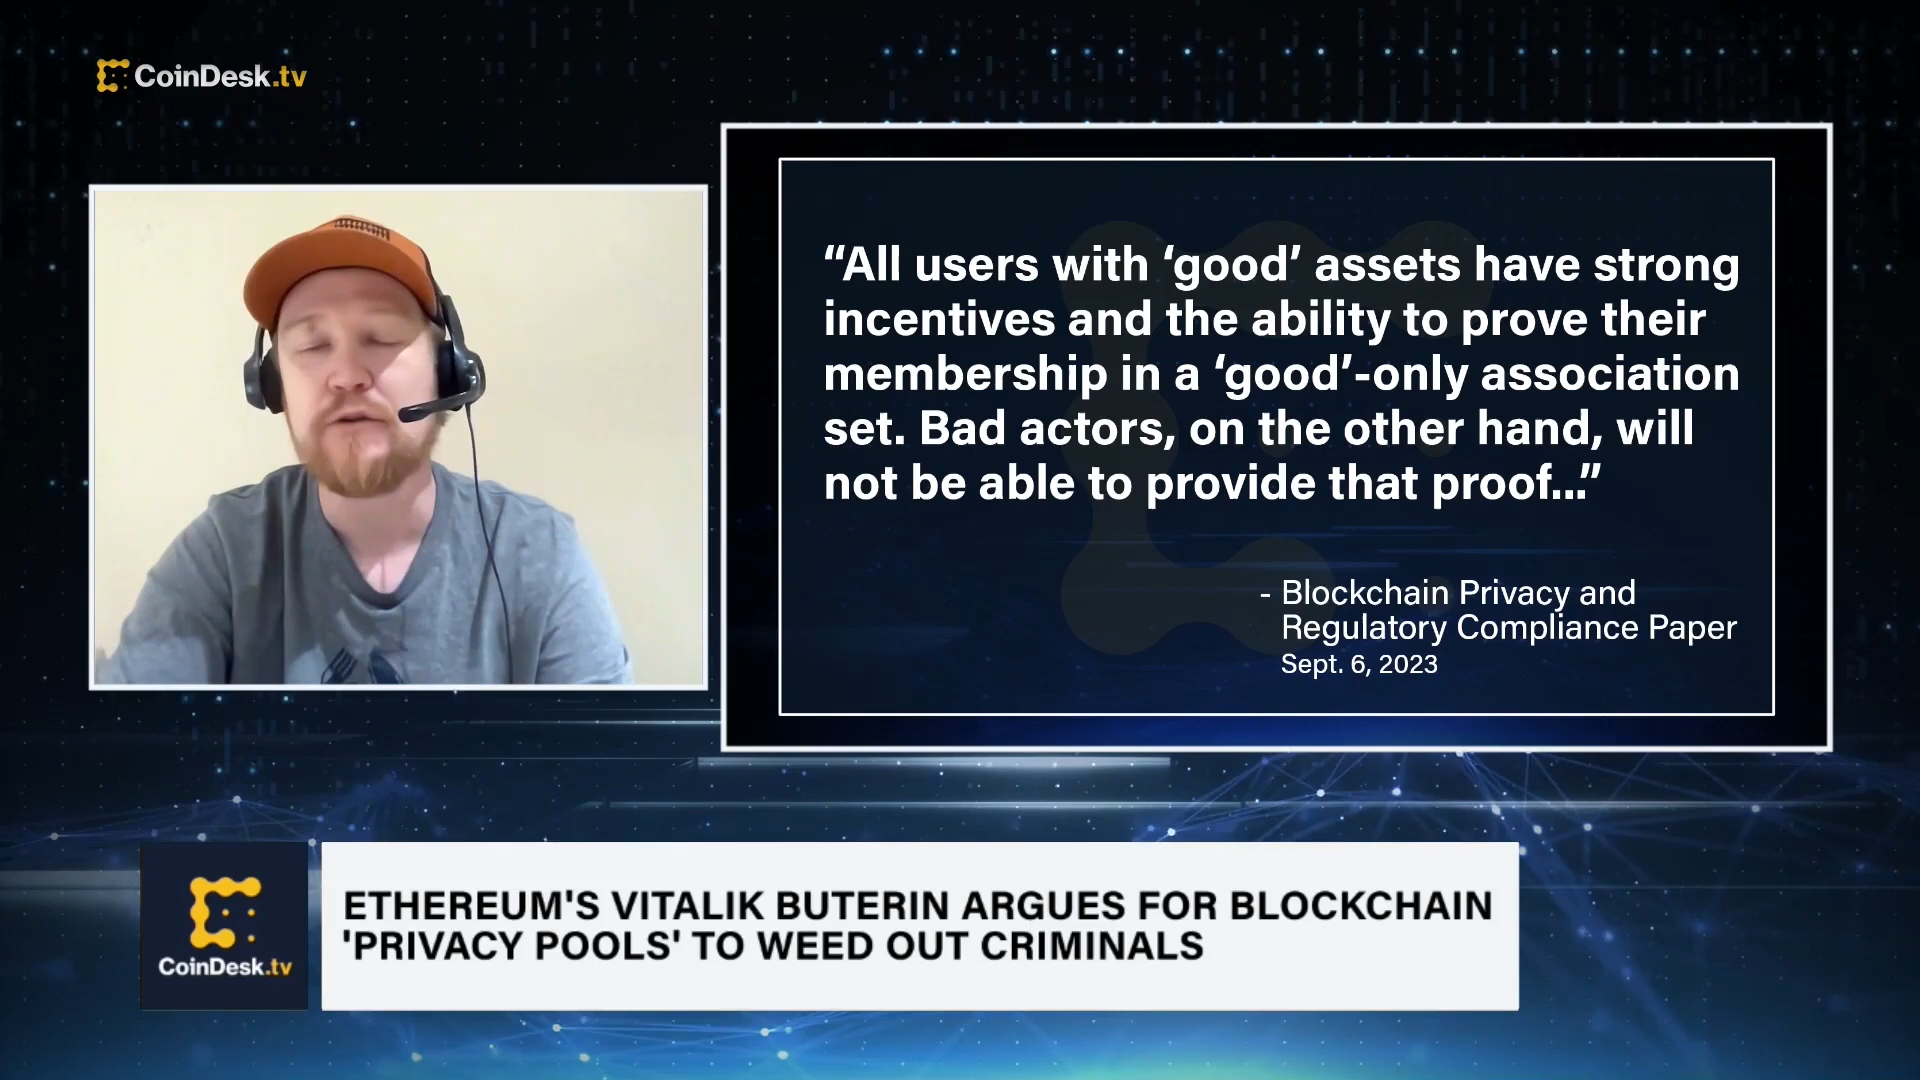 CoinDesk.tv
“All users with ‘good’ assets have strong
incentives and the ability to prove their
membership in a ‘good’-only association
set. Bad actors, on the other hand, will
not be able to provide that proof...”
- Blockchain Privacy and
Regulatory Compliance Paper
Sept. 6, 2023
CoinDesk.tv
ETHEREUM'S VITALIK BUTERIN ARGUES FOR BLOCKCHAIN
'PRIVACY POOLS' TO WEED OUT CRIMINALS